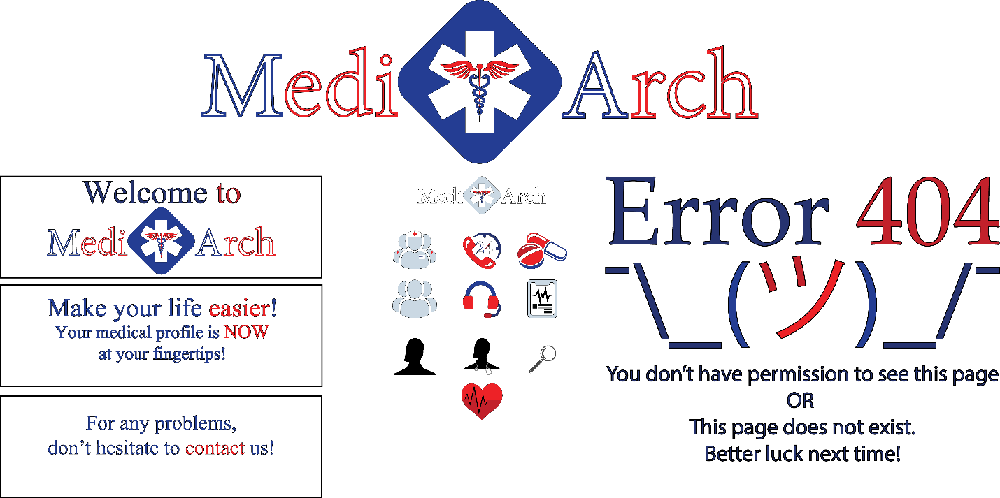 Medi Arch
Welcome to
Medi Arch
Make your life easier!
Your medical profile is NOW
at your fingertips!
For any problems,
don't hesitate to contact us!
Medi Arch
24
Error 404
¯\_(ツ)_/¯
You don't have permission to see this page
OR
This page does not exist.
Better luck next time!